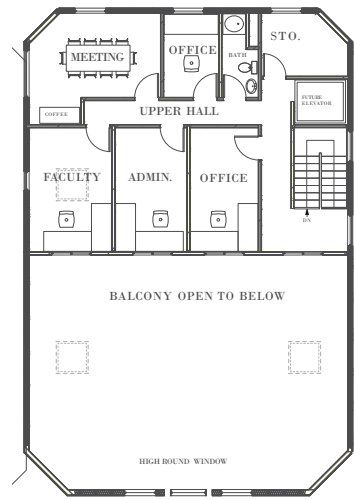 STO.
OFFICE
BATH
MEETING
FUTURE
ELEVATOR
COFFEE
UPPER HALL
FACULTY
ADMIN.
OFFICE
DN
BALCONY OPEN TO BELOW
HIGH ROUND WINDOW